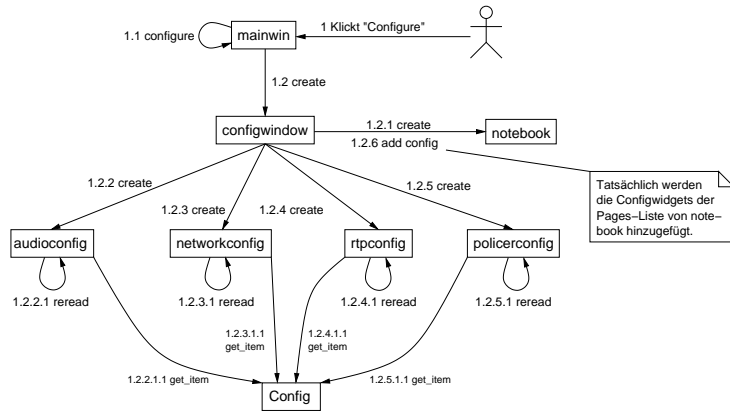 1 Klickt "Configure"
1.1 configure
mainwin
1.2 create
configwindow
1.2.1 create
notebook
1.2.6 add config
Tatsächlich werden
die Configwidgets der
Pages–Liste von note–
book hinzugefügt.
1.2.2 create
1.2.3 create
1.2.4 create
1.2.5 create
audioconfig
networkconfig
rtpconfig
policerconfig
1.2.2.1 reread
1.2.3.1 reread
1.2.4.1 reread
1.2.5.1 reread
1.2.3.1.1
get_item
1.2.4.1.1
get_item
1.2.2.1.1 get_item
1.2.5.1.1 get_item
Config